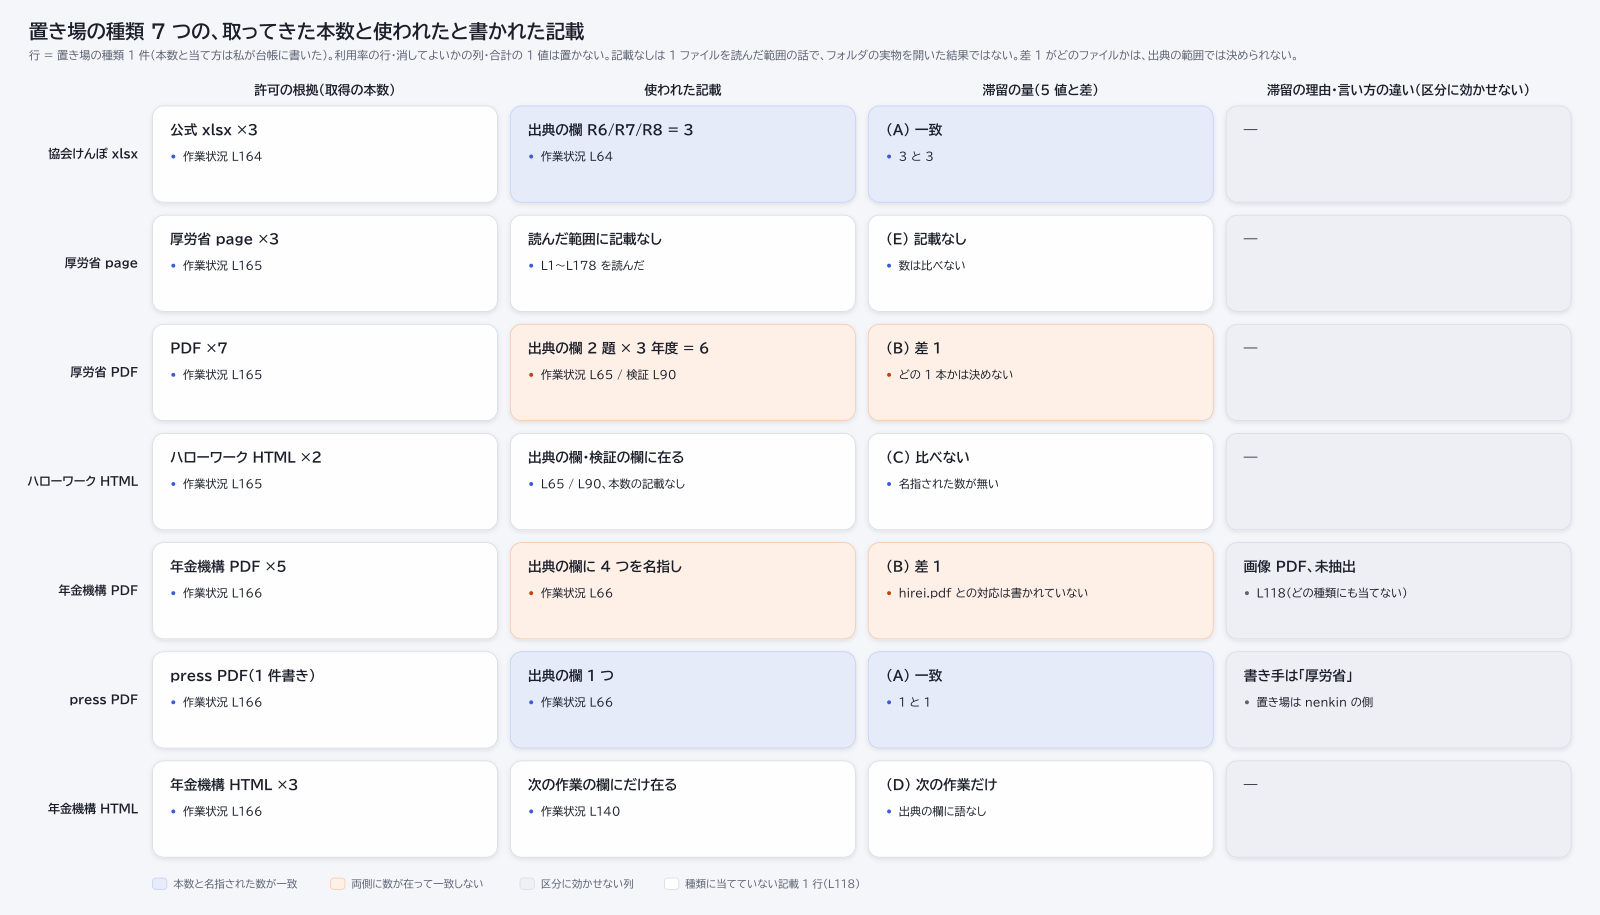 置き場の種類 7 つの、取ってきた本数と使われたと書かれた記載
行 = 置き場の種類 1 件(本数と当て方は私が台帳に書いた)。利用率の行・消してよいかの列・合計の 1 値は置かない。記載なしは 1 ファイルを読んだ範囲の話で、フォルダの実物を開いた結果ではない。差 1 がどのファイルかは、出典の範囲では決められない。
許可の根拠(取得の本数)
使われた記載
滞留の量(5 値と差)
滞留の理由・言い方の違い(区分に効かせない)
協会けんぽ xlsx
公式 xlsx ×3
• 作業状況 L164
出典の欄 R6/R7/R8 = 3
• 作業状況 L64
(A) 一致
• 3 と 3
—
厚労省 page
厚労省 page ×3
• 作業状況 L165
読んだ範囲に記載なし
• L1〜L178 を読んだ
(E) 記載なし
• 数は比べない
—
厚労省 PDF
PDF ×7
• 作業状況 L165
出典の欄 2 題 × 3 年度 = 6
• 作業状況 L65 / 検証 L90
(B) 差 1
• どの 1 本かは決めない
—
ハローワーク HTML
ハローワーク HTML ×2
• 作業状況 L165
出典の欄・検証の欄に在る
• L65 / L90、本数の記載なし
(C) 比べない
• 名指された数が無い
—
年金機構 PDF
年金機構 PDF ×5
• 作業状況 L166
出典の欄に 4 つを名指し
• 作業状況 L66
(B) 差 1
• hirei.pdf との対応は書かれていない
画像 PDF、未抽出
• L118(どの種類にも当てない)
press PDF
press PDF(1 件書き)
• 作業状況 L166
出典の欄 1 つ
• 作業状況 L66
(A) 一致
• 1 と 1
書き手は「厚労省」
• 置き場は nenkin の側
年金機構 HTML
年金機構 HTML ×3
• 作業状況 L166
次の作業の欄にだけ在る
• 作業状況 L140
(D) 次の作業だけ
• 出典の欄に語なし
—
本数と名指された数が一致
両側に数が在って一致しない
区分に効かせない列
種類に当てていない記載 1 行(L118)